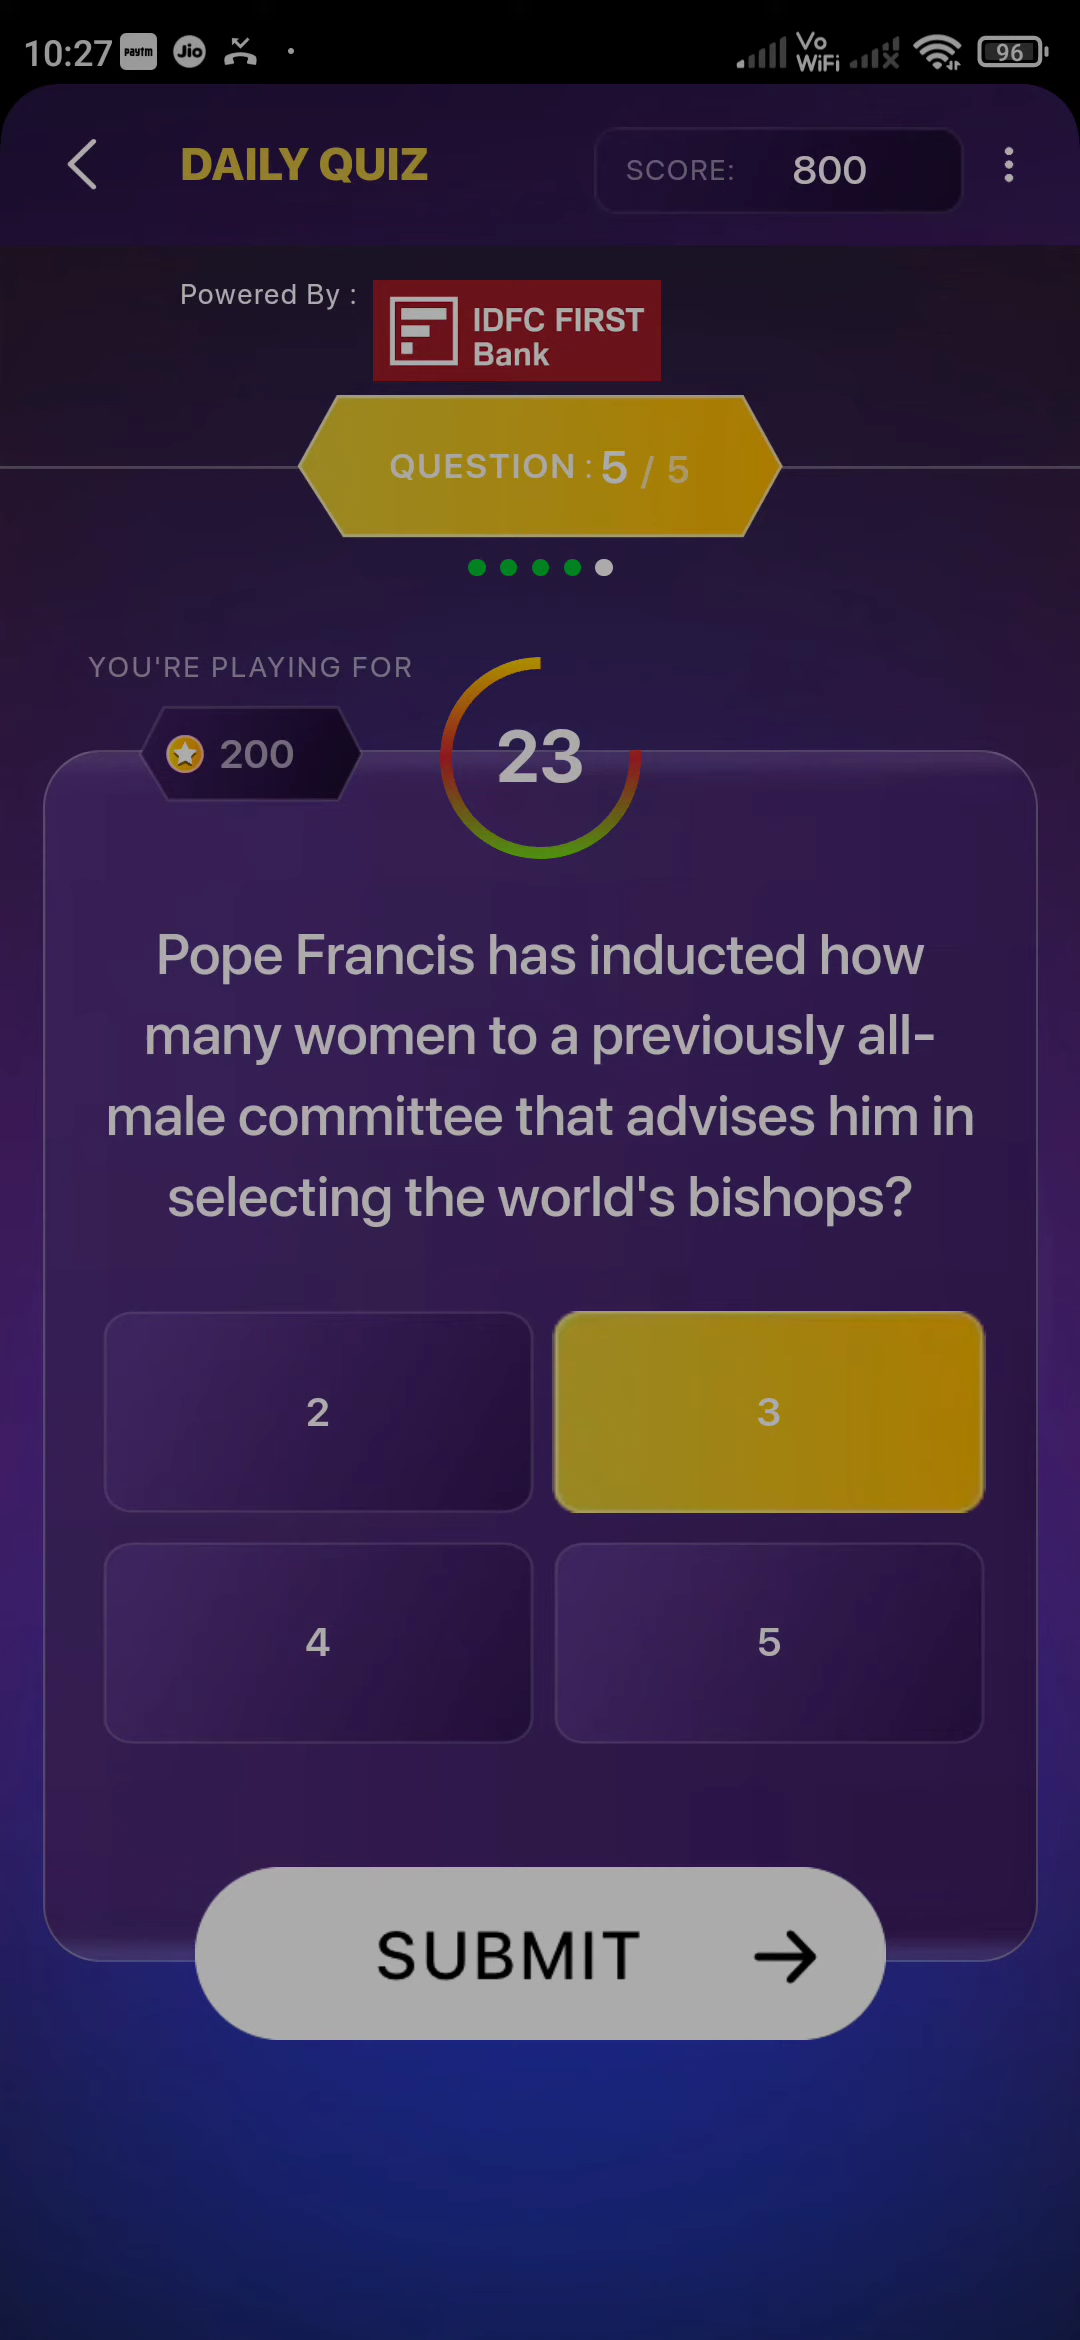 10:27 paytm Jio Vo WiFi 96
DAILY QUIZ
SCORE: 800
Powered By :
IDFC FIRST
Bank
QUESTION : 5 / 5
YOU'RE PLAYING FOR
200
23
Pope Francis has inducted how
many women to a previously all-
male committee that advises him in
selecting the world's bishops?
2
3
4
5
SUBMIT